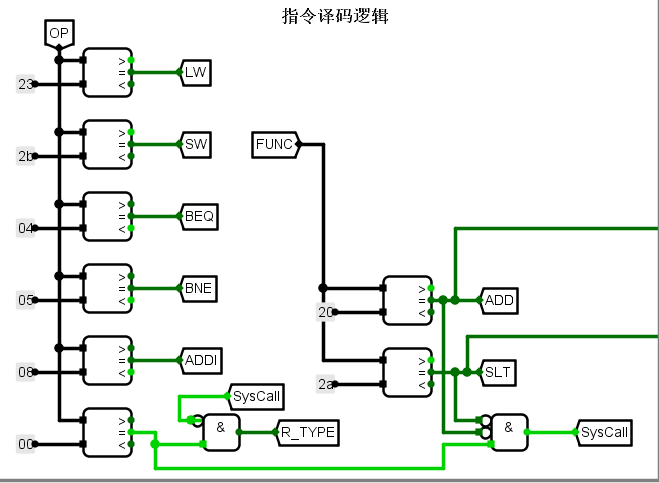 指令译码逻辑
OP
>
=
<
23
LW
>
=
<
2b
SW
FUNC
>
=
<
04
BEQ
>
=
<
05
BNE
>
=
<
20
ADD
>
=
<
08
ADDI
>
=
<
2a
SLT
SysCall
>
=
<
00
&
R_TYPE
&
SysCall